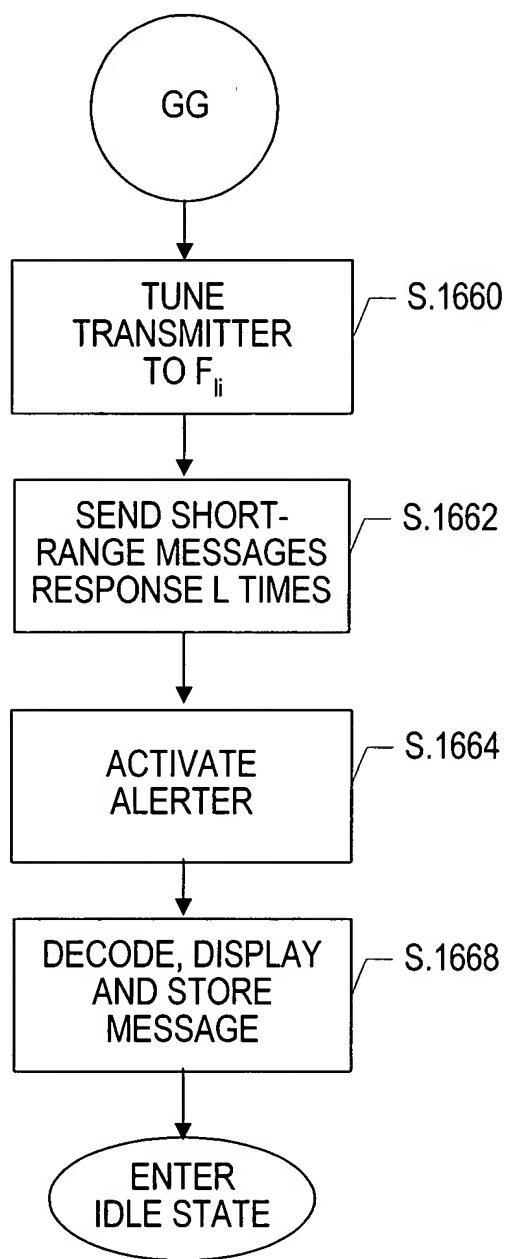 GG
TUNE
TRANSMITTER
TO F_li
S.1660
SEND SHORT-
RANGE MESSAGES
RESPONSE L TIMES
S.1662
ACTIVATE
ALERTER
S.1664
DECODE, DISPLAY
AND STORE
MESSAGE
S.1668
ENTER
IDLE STATE